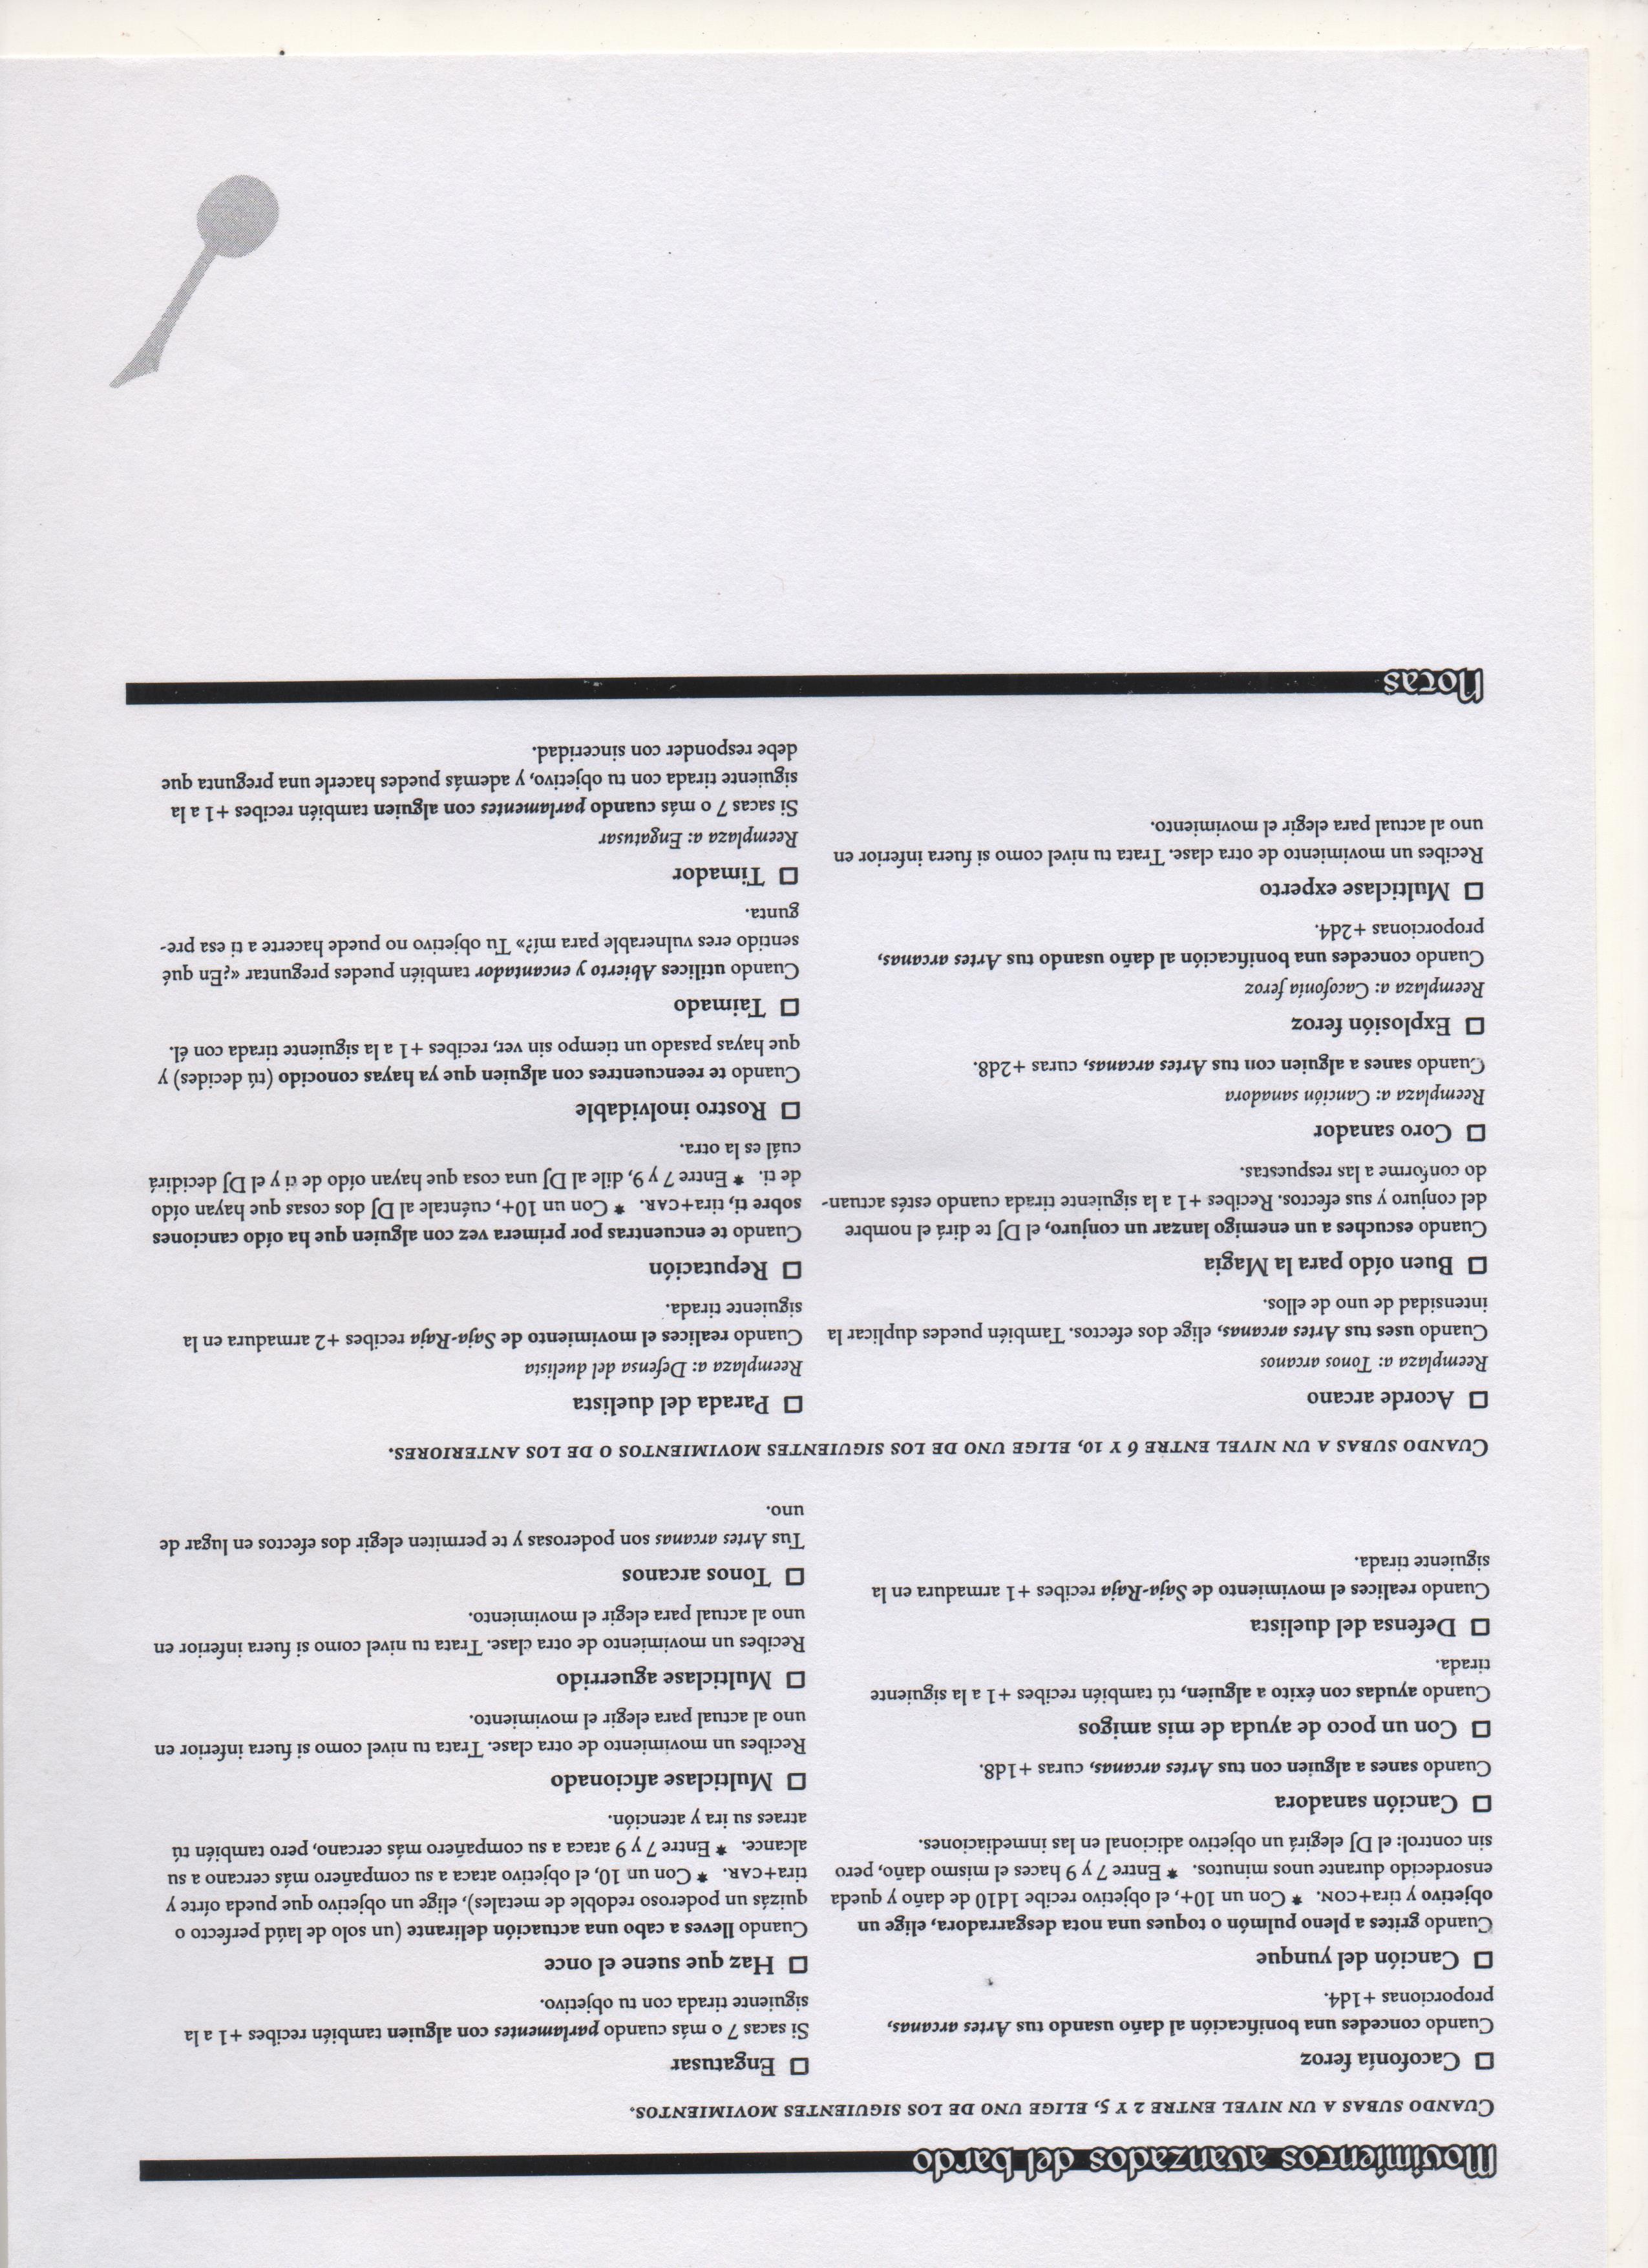 Movimientos avanzados del bardo
Cuando subas a un nivel entre 2 y 5, elige uno de los siguientes movimientos.
Cacofonía feroz
Cuando concedes una bonificación al daño usando tus Artes arcanas,
proporcionas +1d4.
Canción del yunque
Cuando grites a pleno pulmón o toques una nota desgarradora, elige un
objetivo y tira+CON. * Con un 10+, el objetivo recibe 1d10 de daño y queda
ensordecido durante unos minutos. * Entre 7 y 9 haces el mismo daño, pero
sin control: el DJ elegirá un objetivo adicional en las inmediaciones.
Canción sanadora
Cuando sanes a alguien con tus Artes arcanas, curas +1d8.
Con un poco de ayuda de mis amigos
Cuando ayudas con éxito a alguien, tú también recibes +1 a la siguiente
tirada.
Defensa del duelista
Cuando realices el movimiento de Saja-Raja recibes +1 armadura en la
siguiente tirada.
Engatusar
Si sacas 7 o más cuando parlamentes con alguien también recibes +1 a la
siguiente tirada con tu objetivo.
Haz que suene el once
Cuando lleves a cabo una actuación delirante (un solo de laúd perfecto o
quizás un poderoso redoble de metales), elige un objetivo que pueda oírte y
tira+CAR. * Con un 10, el objetivo ataca a su compañero más cercano a su
alcance. * Entre 7 y 9 ataca a su compañero más cercano, pero también tú
atraes su ira y atención.
Multiclase aficionado
Recibes un movimiento de otra clase. Trata tu nivel como si fuera inferior en
uno al actual para elegir el movimiento.
Multiclase aguerrido
Recibes un movimiento de otra clase. Trata tu nivel como si fuera inferior en
uno al actual para elegir el movimiento.
Tonos arcanos
Tus Artes arcanas son poderosas y te permiten elegir dos efectos en lugar de
uno.
Cuando subas a un nivel entre 6 y 10, elige uno de los siguientes movimientos o de los anteriores.
Acorde arcano
Reemplaza a: Tonos arcanos
Cuando uses tus Artes arcanas, elige dos efectos. También puedes duplicar la
intensidad de uno de ellos.
Buen oído para la Magia
Cuando escuches a un enemigo lanzar un conjuro, el DJ te dirá el nombre
del conjuro y sus efectos. Recibes +1 a la siguiente tirada cuando estés actuan-
do conforme a las respuestas.
Coro sanador
Reemplaza a: Canción sanadora
Cuando sanes a alguien con tus Artes arcanas, curas +2d8.
Explosión feroz
Reemplaza a: Cacofonía feroz
Cuando concedes una bonificación al daño usando tus Artes arcanas,
proporcionas +2d4.
Multiclase experto
Recibes un movimiento de otra clase. Trata tu nivel como si fuera inferior en
uno al actual para elegir el movimiento.
Parada del duelista
Reemplaza a: Defensa del duelista
Cuando realices el movimiento de Saja-Raja recibes +2 armadura en la
siguiente tirada.
Reputación
Cuando te encuentras por primera vez con alguien que ha oído canciones
sobre ti, tira+CAR. * Con un 10+, cuéntale al DJ dos cosas que hayan oído
de ti. * Entre 7 y 9, dile al DJ una cosa que hayan oído de ti y el DJ decidirá
cuál es la otra.
Rostro inolvidable
Cuando te reencuentres con alguien que ya hayas conocido (tú decides) y
que hayas pasado un tiempo sin ver, recibes +1 a la siguiente tirada con él.
Taimado
Cuando utilices Abierto y encantador también puedes preguntar «¿En qué
sentido eres vulnerable para mí?» Tu objetivo no puede hacerte a ti esa pre-
gunta.
Timador
Reemplaza a: Engatusar
Si sacas 7 o más cuando parlamentes con alguien también recibes +1 a la
siguiente tirada con tu objetivo, y además puedes hacerle una pregunta que
debe responder con sinceridad.
Notas